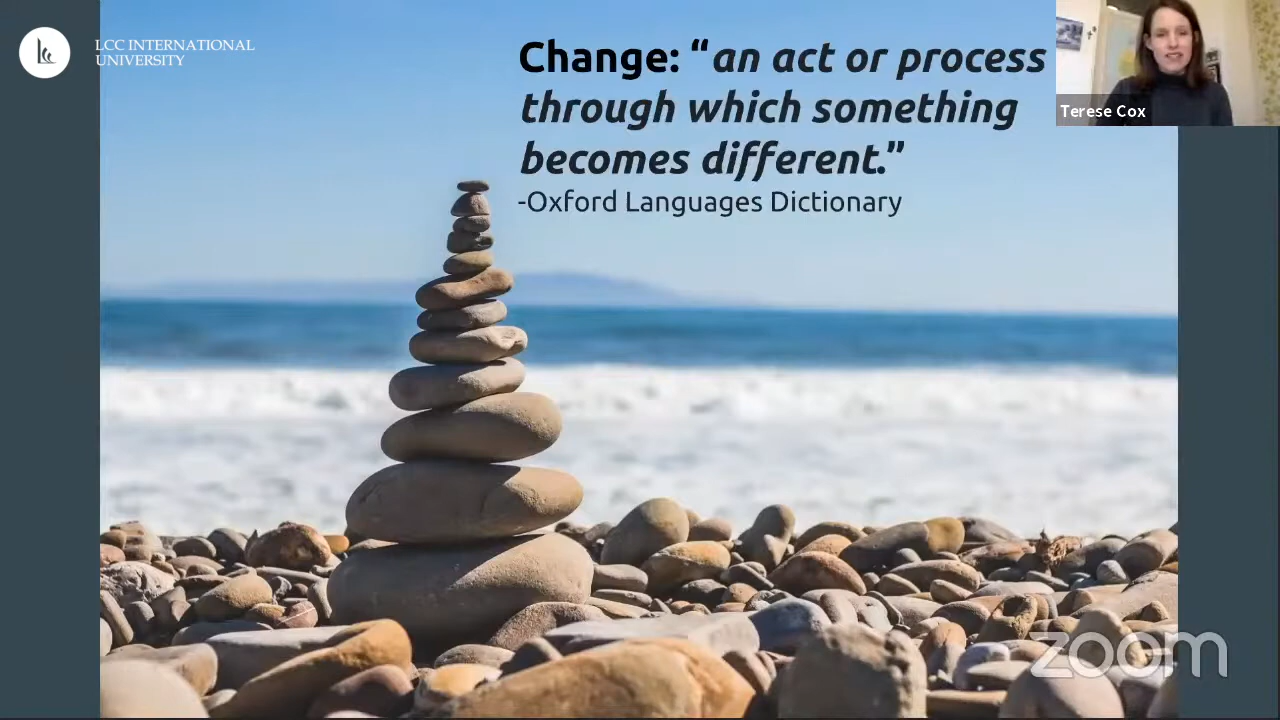 LCC INTERNATIONAL
UNIVERSITY
Change: “an act or process
through which something
becomes different.”
-Oxford Languages Dictionary
Terese Cox
lcc
zoom